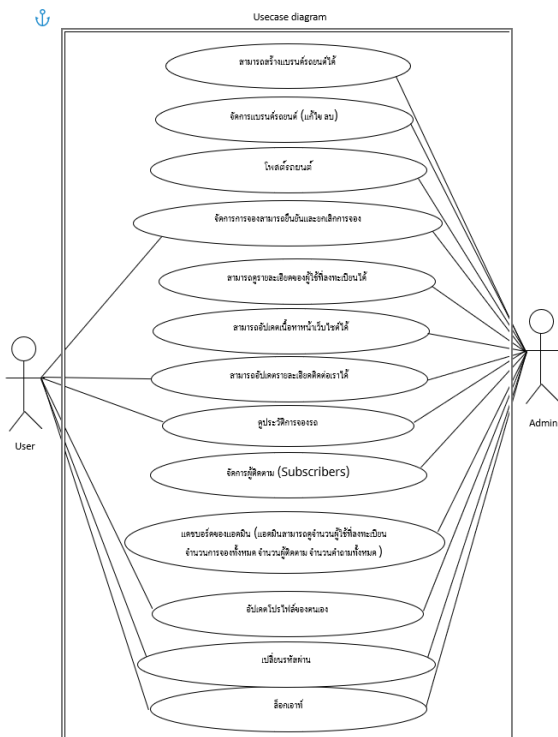 Usecase diagram
สามารถสร้างแบรนด์รถยนต์ได้
จัดการแบรนด์รถยนต์ (แก้ไข ลบ)
โพสต์รถยนต์
จัดการการจองสามารถยืนยันและยกเลิกการจอง
สามารถดูรายละเอียดของผู้ใช้ที่ลงทะเบียนได้
สามารถอัปเดตเนื้อหาหน้าเว็บไซต์ได้
สามารถอัปเดตรายละเอียดติดต่อเราได้
ดูประวัติการจองรถ
จัดการผู้ติดตาม (Subscribers)
แดชบอร์ดของแอดมิน (แอดมินสามารถดูจำนวนผู้ใช้ที่ลงทะเบียน
จำนวนการจองทั้งหมด จำนวนผู้ติดตาม จำนวนคำถามทั้งหมด )
อัปเดตโปรไฟล์ของตนเอง
เปลี่ยนรหัสผ่าน
ล็อกเอาท์
User
Admin